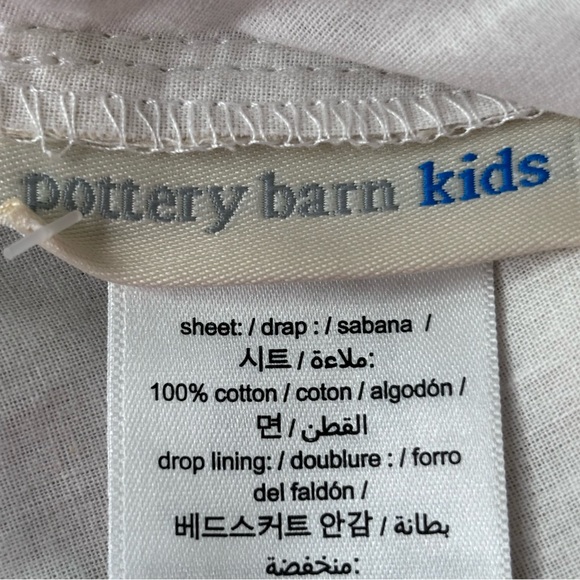 pottery barn kids
sheet: / drap : / sabana /
시트 / ملاءة:
100% cotton / coton / algodón /
면 / القطن
drop lining: / doublure : / forro
del faldón /
베드스커트 안감 / بطانة
منخفضة: